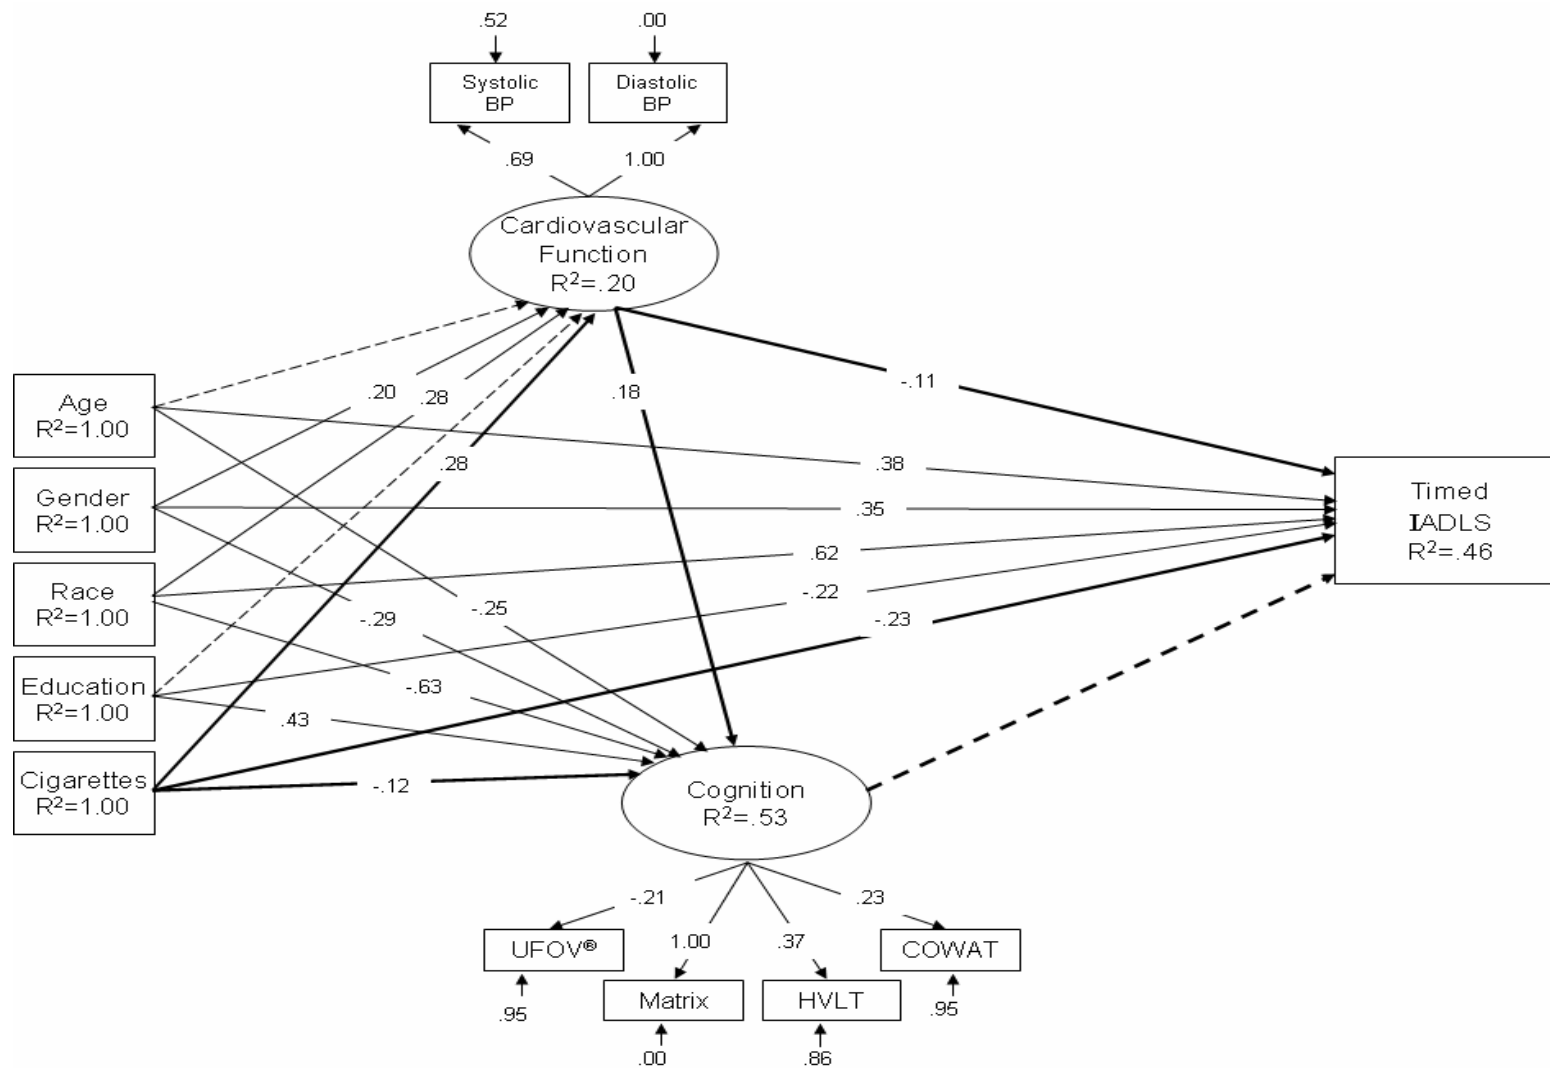 .52
.00
Systolic
BP
Diastolic
BP
.69
1.00
Cardiovascular
Function
R²=.20
Age
R²=1.00
Gender
R²=1.00
Race
R²=1.00
Education
R²=1.00
Cigarettes
R²=1.00
.20
.28
.28
.18
-.11
.38
.35
.62
-.22
-.23
-.25
-.29
-.63
.43
-.12
Timed
IADLS
R²=.46
Cognition
R²=.53
-.21
1.00
.37
.23
UFOV®
Matrix
HVLT
COWAT
.95
.00
.86
.95